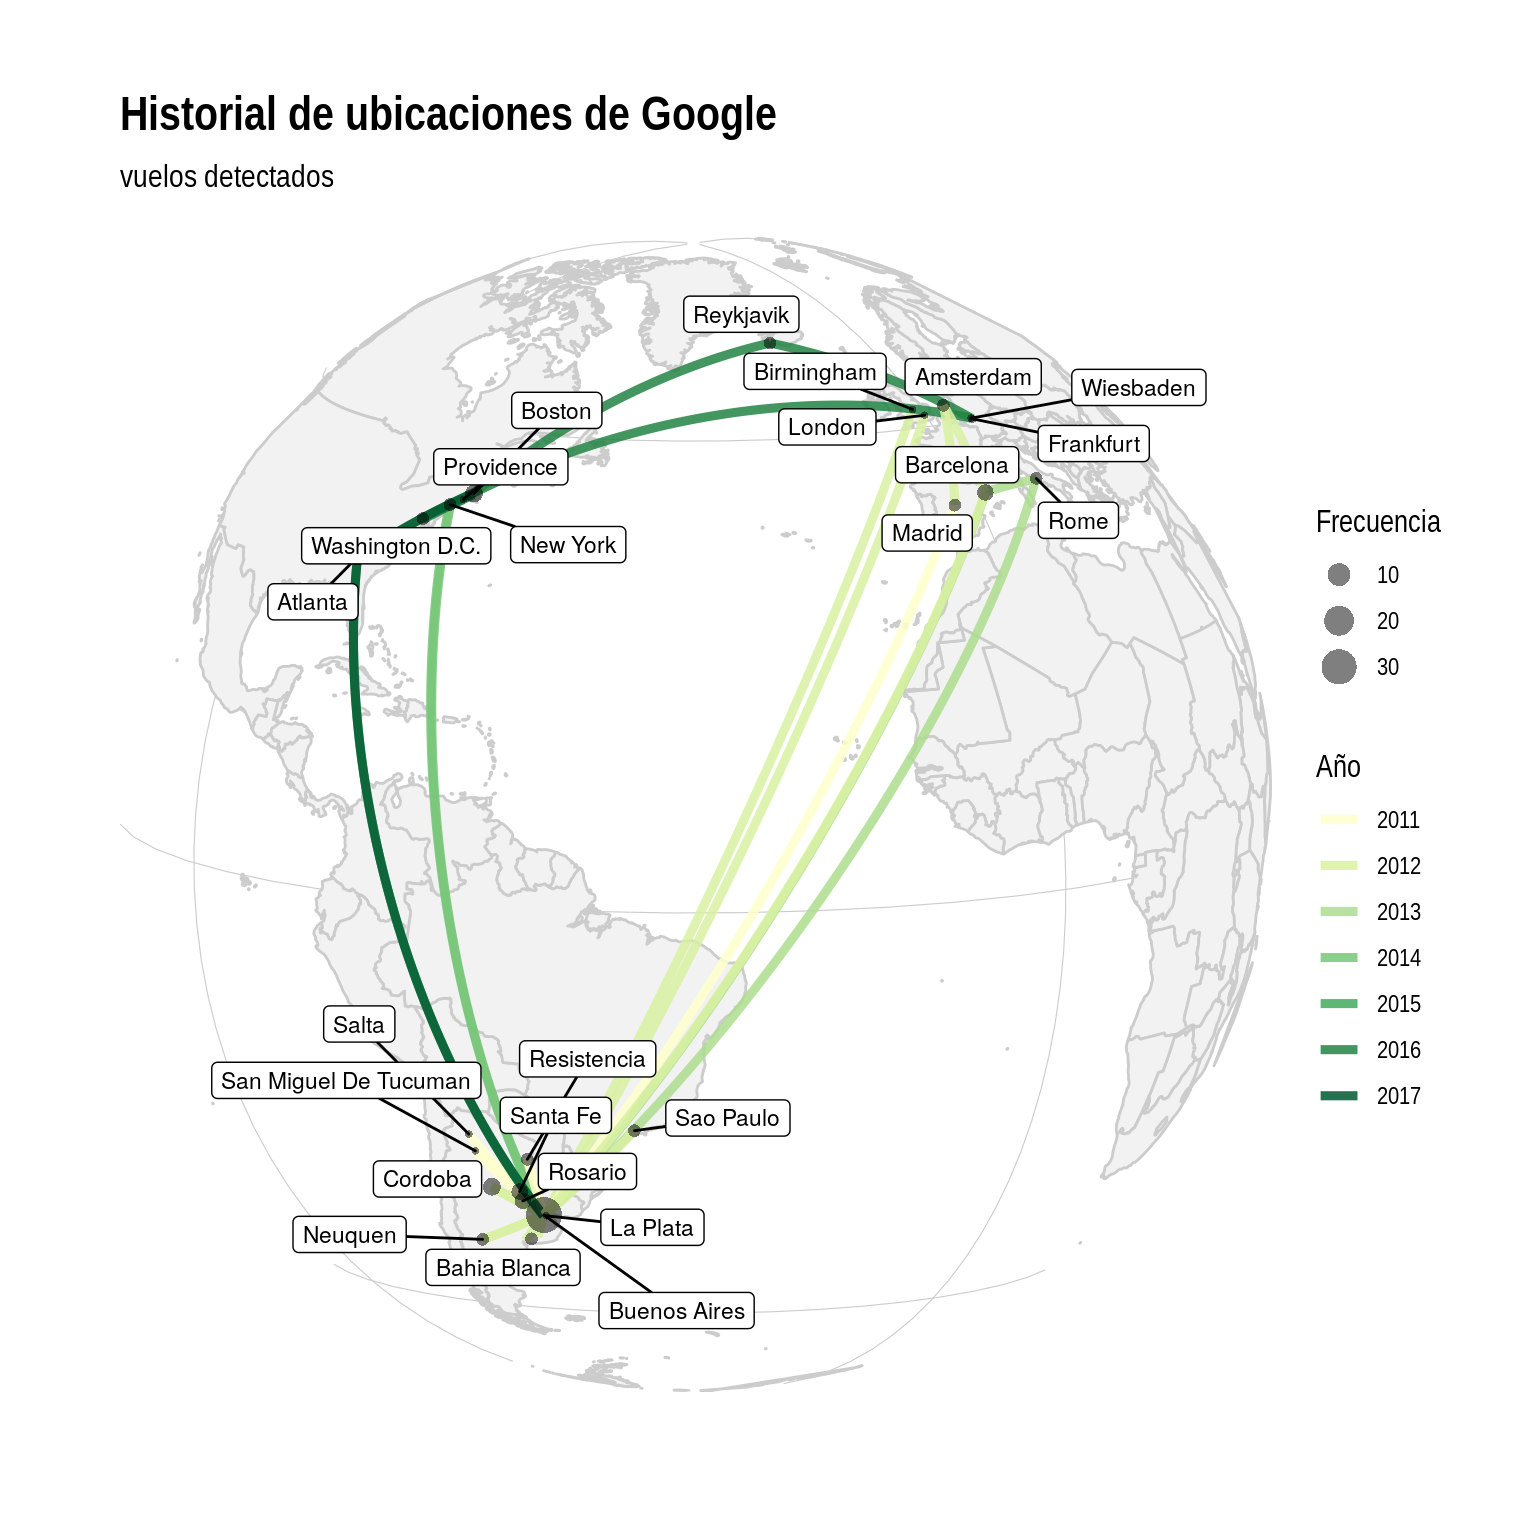 Historial de ubicaciones de Google
vuelos detectados
Reykjavik
Birmingham
Amsterdam
Wiesbaden
Boston
London
Frankfurt
Providence
Barcelona
Madrid
Rome
Washington D.C.
New York
Atlanta
Salta
San Miguel De Tucuman
Resistencia
Santa Fe
Sao Paulo
Cordoba
Rosario
Neuquen
La Plata
Bahia Blanca
Buenos Aires
Frecuencia
10
20
30
Año
2011
2012
2013
2014
2015
2016
2017